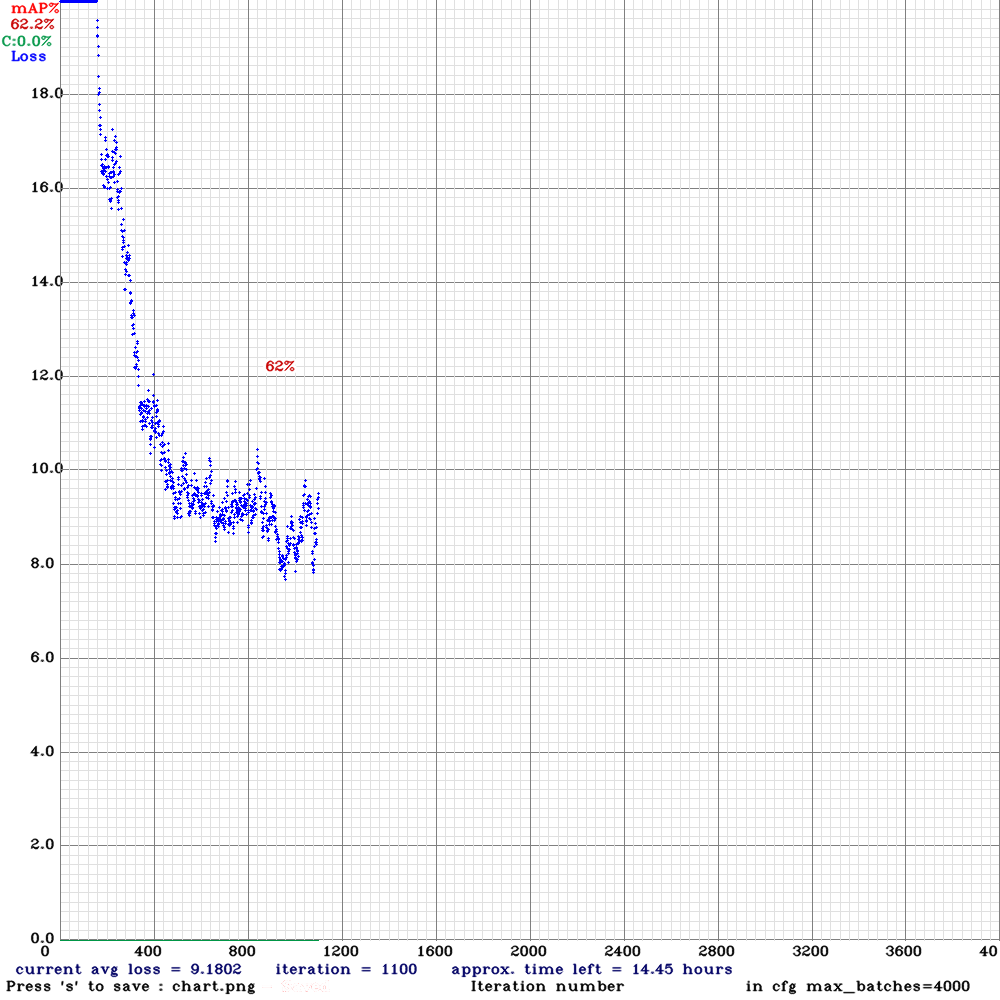 mAP%
62.2%
C:0.0%
Loss
18.0
16.0
14.0
62%
12.0
10.0
8.0
6.0
4.0
2.0
0.0
0 400 800 1200 1600 2000 2400 2800 3200 3600 40
current avg loss = 9.1802 iteration = 1100 approx. time left = 14.45 hours
Press 's' to save : chart.png Iteration number in cfg max_batches=4000